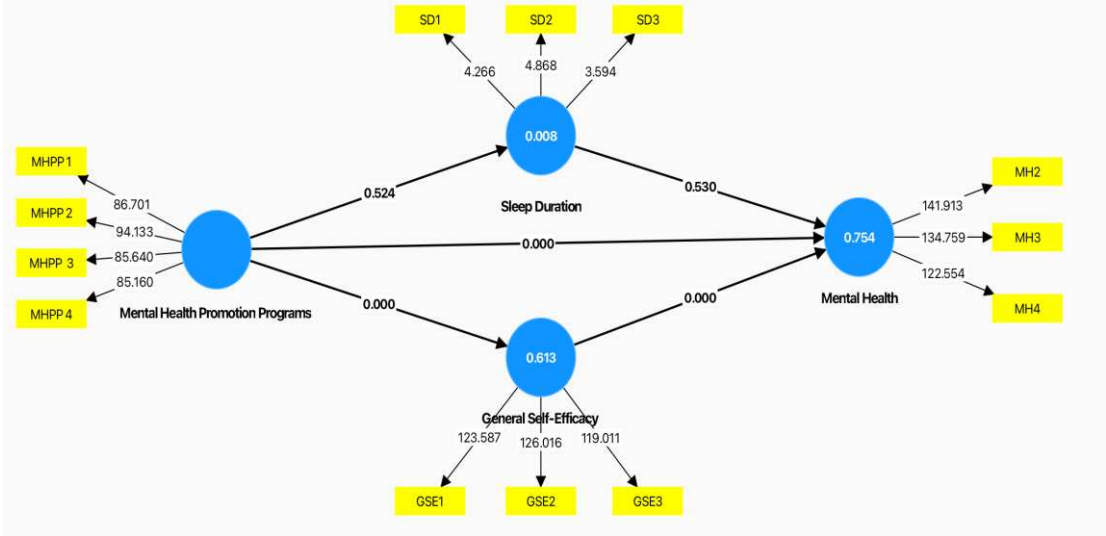 SD1 SD2 SD3
4.266 4.868 3.594
0.008
Sleep Duration
MHPP 1
MHPP 2
MHPP 3
MHPP 4
86.701
94.133
85.640
85.160
Mental Health Promotion Programs
0.524
0.000
0.000
0.530
0.000
0.613
General Self-Efficacy
123.587 126.016 119.011
GSE1 GSE2 GSE3
0.754
Mental Health
141.913
134.759
122.554
MH2
MH3
MH4